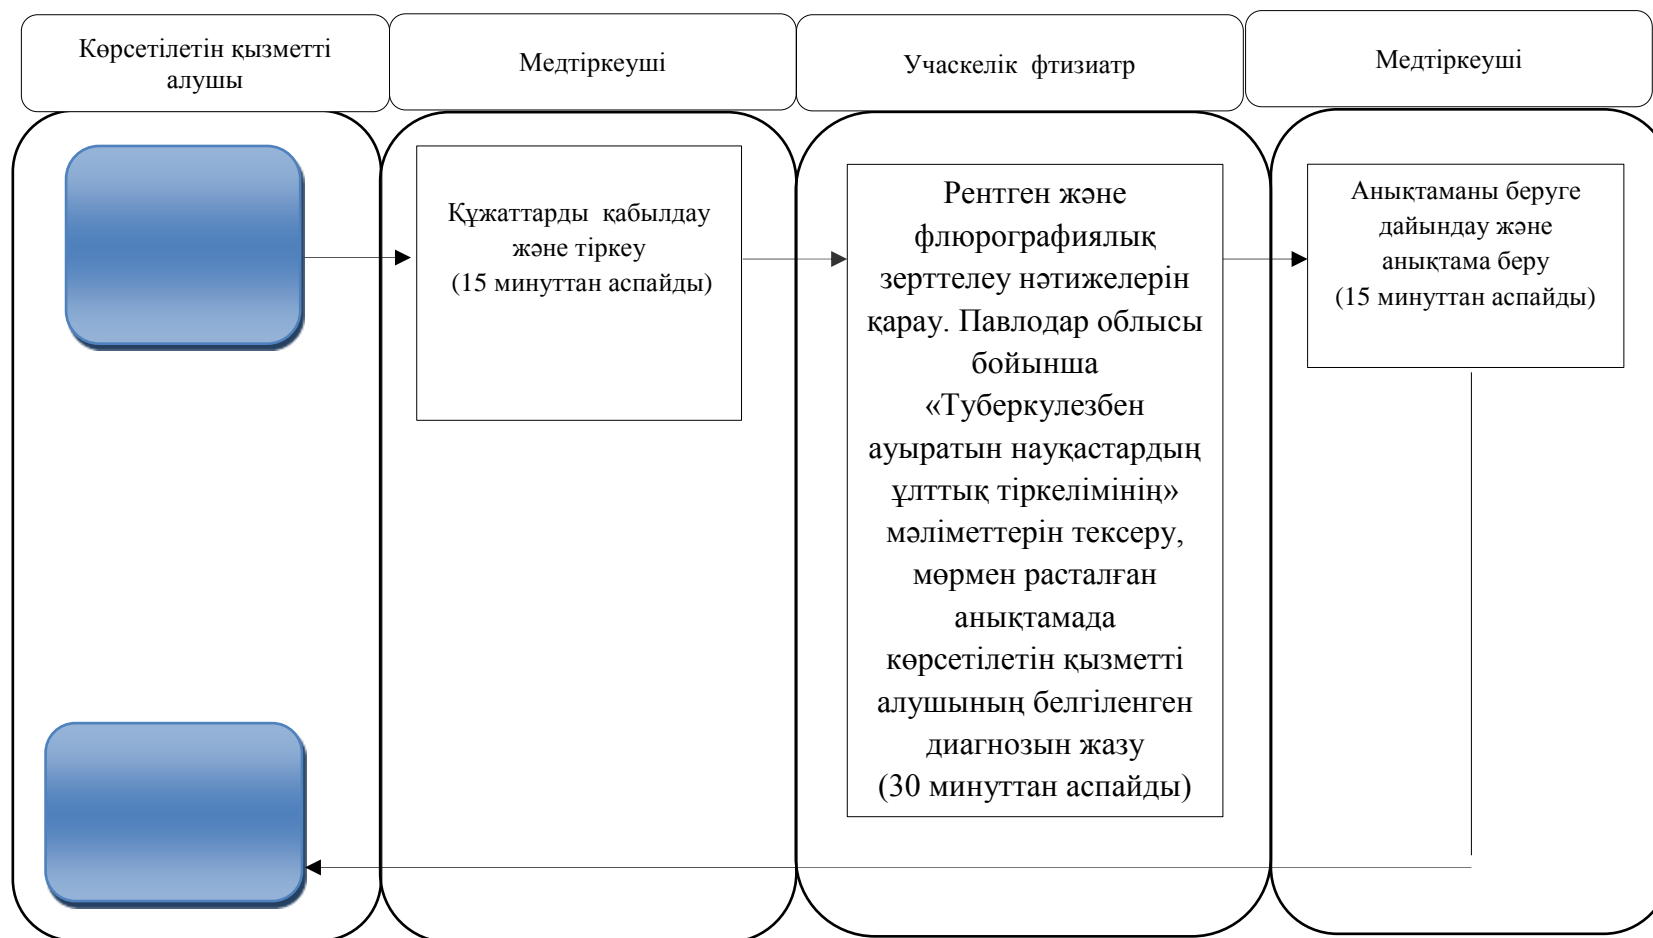 Көрсетілетін қызметті
алушы
Медтіркеуші
Учаскелік фтизиатр
Медтіркеуші
Құжаттарды қабылдау
және тіркеу
(15 минуттан аспайды)
Рентген және
флюрографиялық
зерттелеу нәтижелерін
қарау. Павлодар облысы
бойынша
«Туберкулезбен
ауыратын науқастардың
ұлттық тіркелімінің»
мәліметтерін тексеру,
мөрмен расталған
анықтамада
көрсетілетін қызметті
алушының белгіленген
диагнозын жазу
(30 минуттан аспайды)
Анықтаманы беруге
дайындау және
анықтама беру
(15 минуттан аспайды)